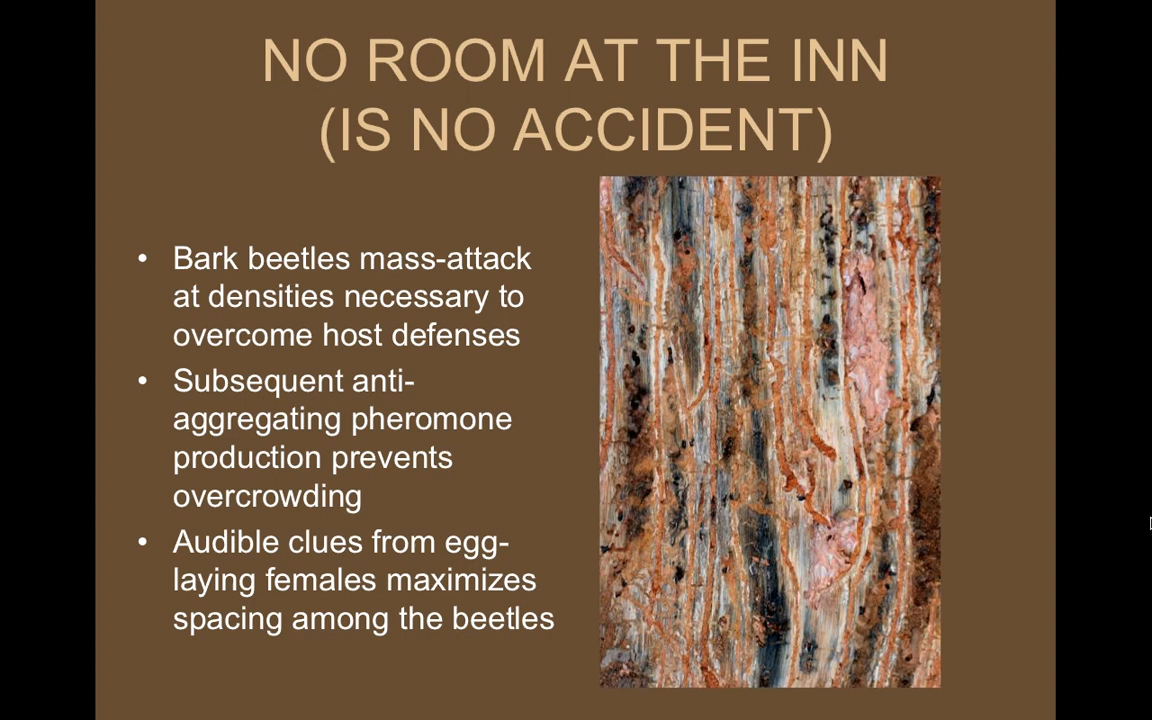 NO ROOM AT THE INN
(IS NO ACCIDENT)
• Bark beetles mass-attack
at densities necessary to
overcome host defenses
• Subsequent anti-
aggregating pheromone
production prevents
overcrowding
• Audible clues from egg-
laying females maximizes
spacing among the beetles